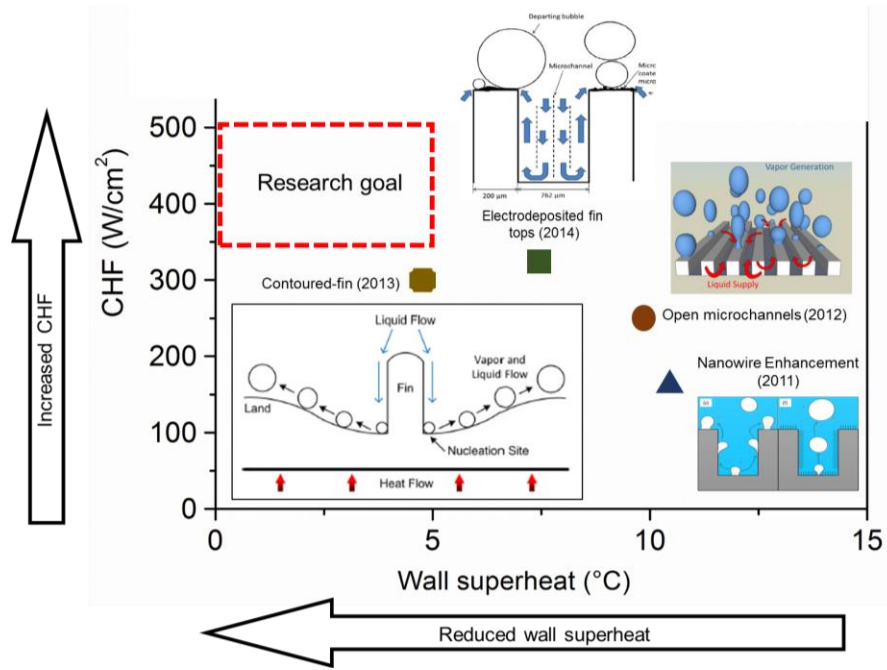 Departing bubble
Microchannel
Micro
coate
micro
200 µm
762 µm
500
400
300
200
100
0
CHF (W/cm²)
Increased CHF
Research goal
Electrodeposited fin
tops (2014)
Vapor Generation
Liquid Supply
Contoured-fin (2013)
Open microchannels (2012)
Nanowire Enhancement
(2011)
Liquid Flow
Vapor and
Liquid Flow
Fin
Land
Nucleation Site
Heat Flow
0
5
10
15
Wall superheat (°C)
Reduced wall superheat